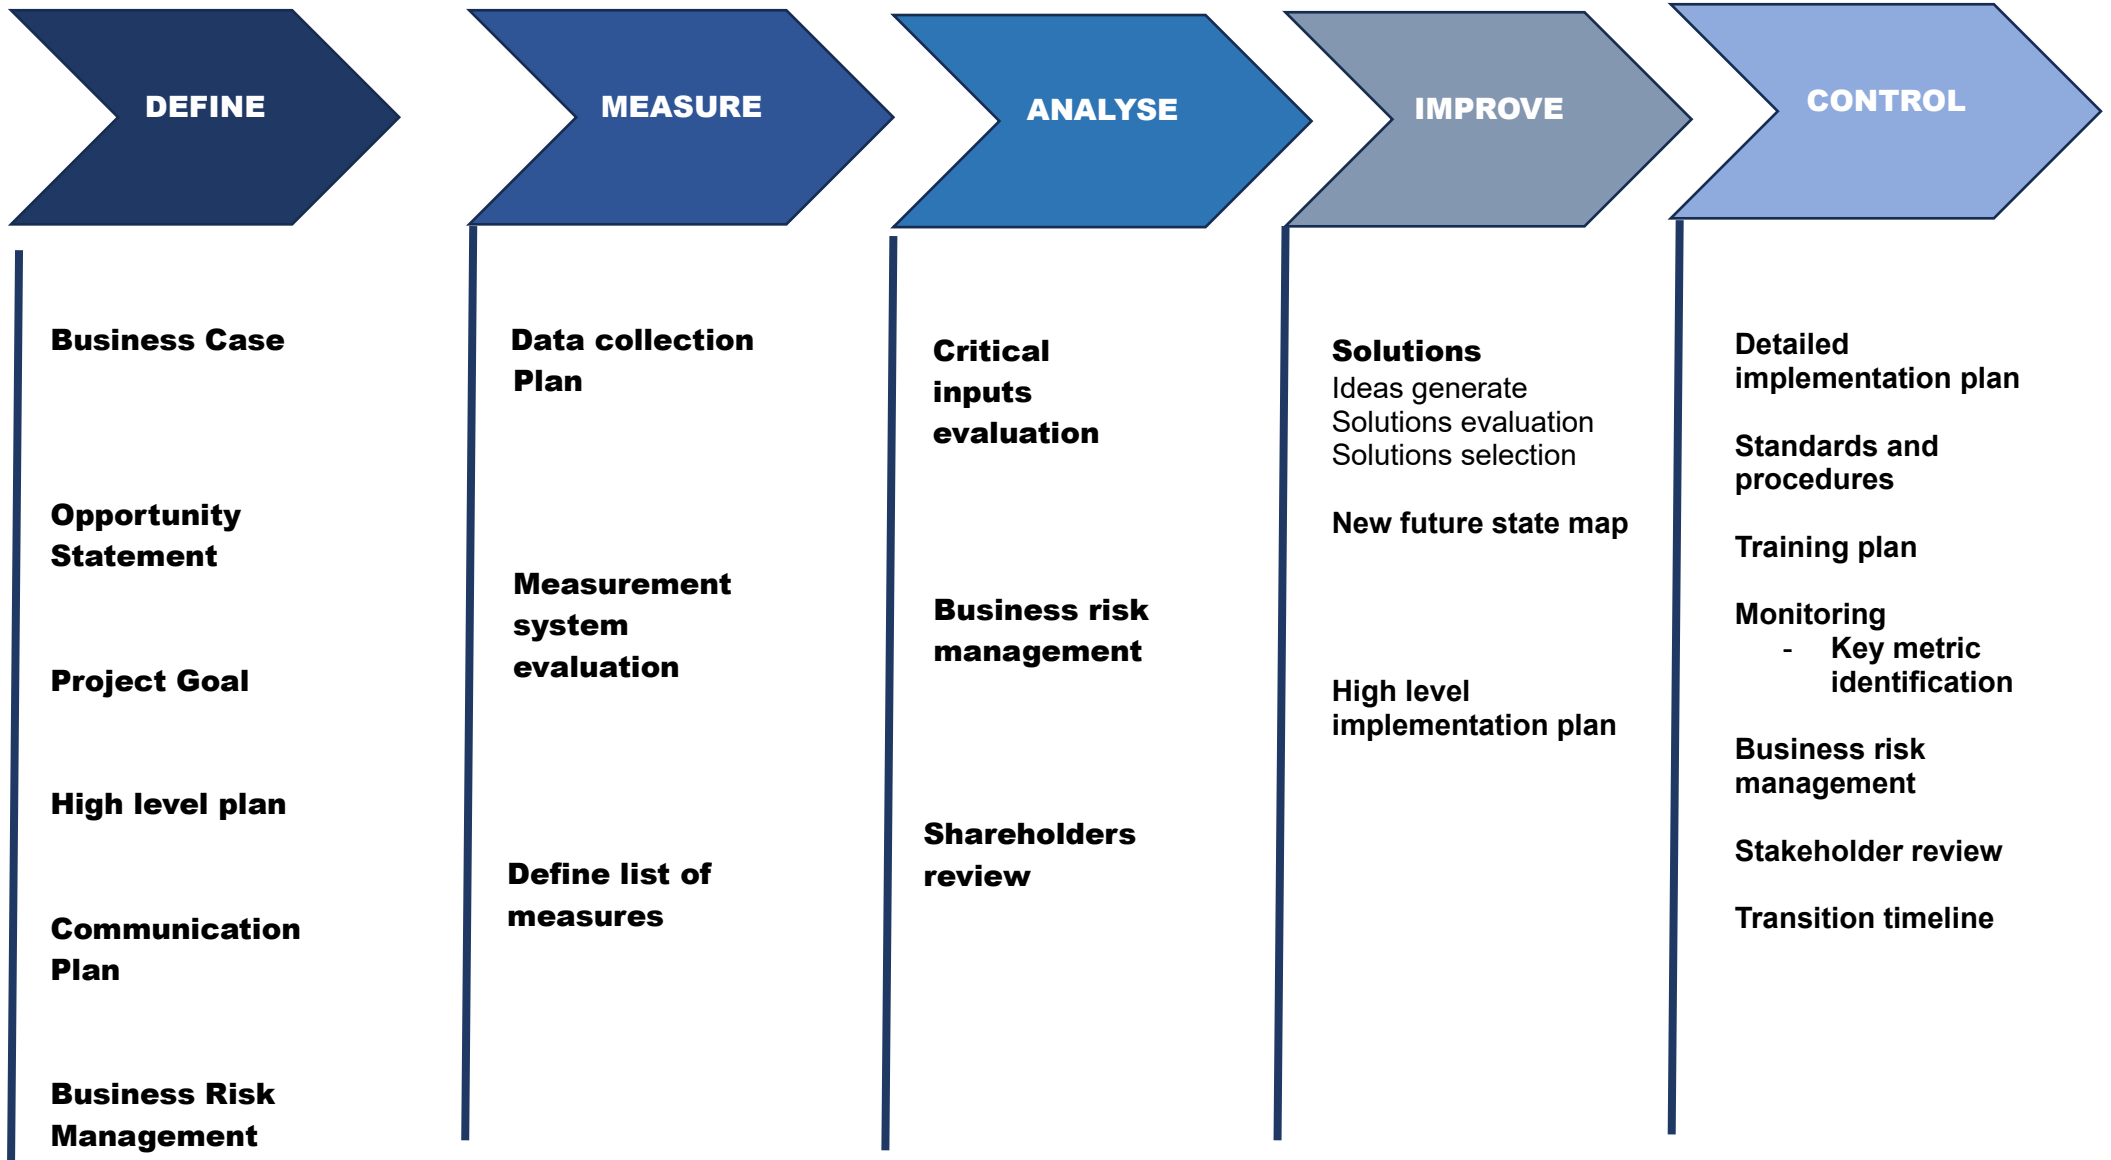 DEFINE
MEASURE
ANALYSE
IMPROVE
CONTROL
Business Case
Opportunity
Statement
Project Goal
High level plan
Communication
Plan
Business Risk
Management
Data collection
Plan
Measurement
system
evaluation
Define list of
measures
Critical
inputs
evaluation
Business risk
management
Shareholders
review
Solutions
Ideas generate
Solutions evaluation
Solutions selection
New future state map
High level
implementation plan
Detailed
implementation plan
Standards and
procedures
Training plan
Monitoring
- Key metric
identification
Business risk
management
Stakeholder review
Transition timeline